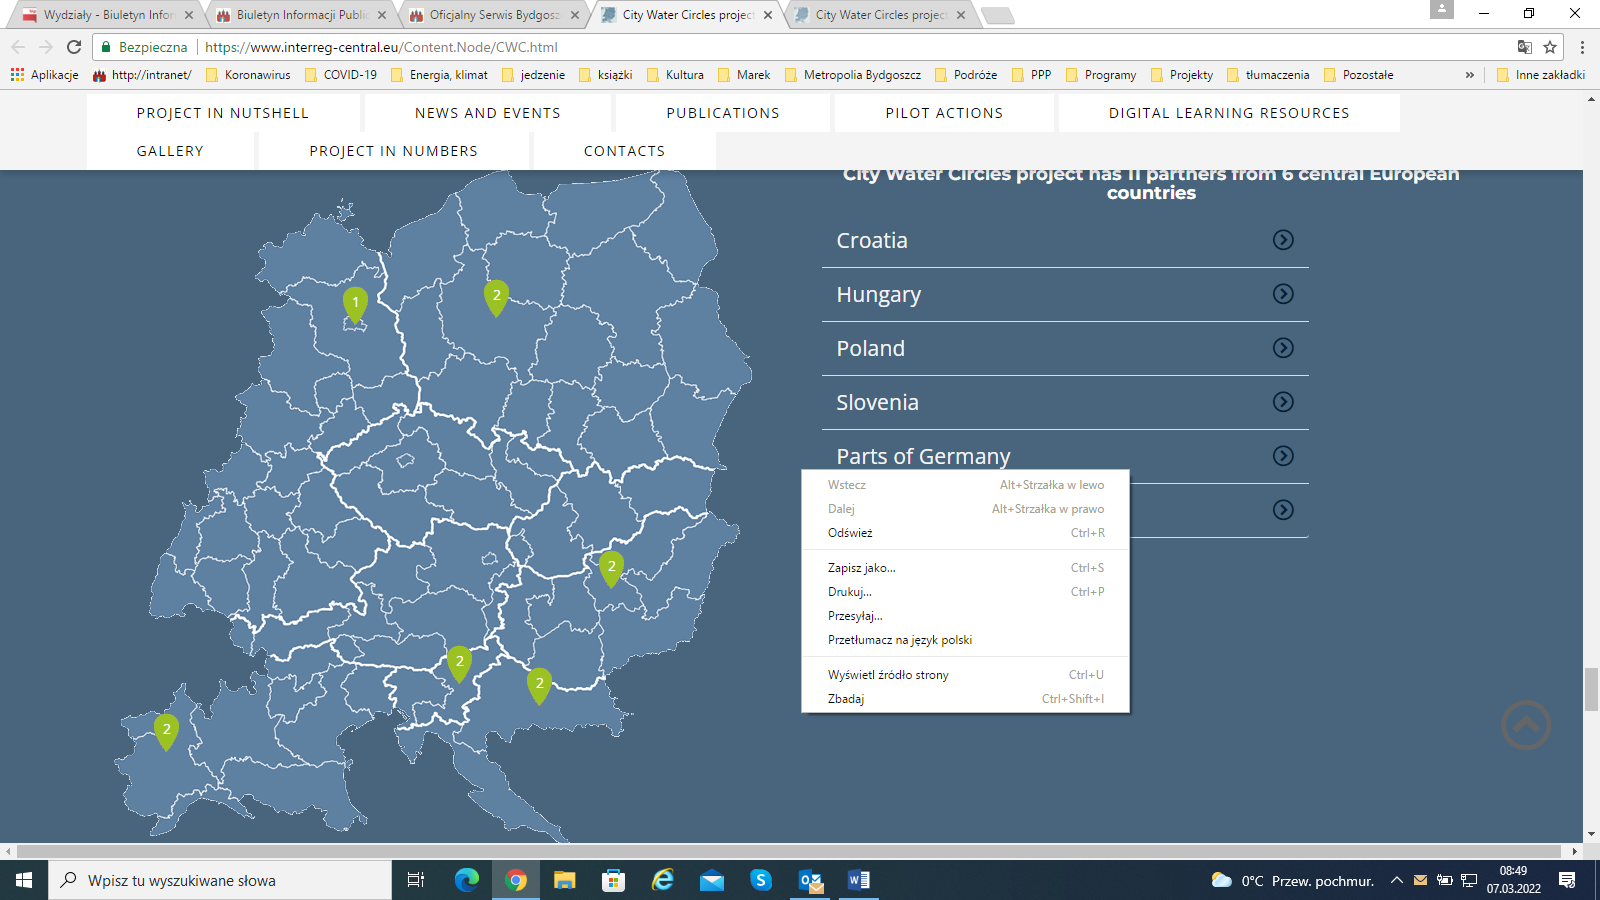 Wydziały - Biuletyn Infor
Biuletyn Informacji Public
Oficjalny Serwis Bydgosz
City Water Circles project
City Water Circles project
Bezpieczna
https://www.interreg-central.eu/Content.Node/CWC.html
Aplikacje
http://intranet/
Koronawirus
COVID-19
Energia, klimat
jedzenie
książki
Kultura
Marek
Metropolia Bydgoszcz
Podróże
PPP
Programy
Projekty
tłumaczenia
Pozostałe
»
Inne zakładki
PROJECT IN NUTSHELL
NEWS AND EVENTS
PUBLICATIONS
PILOT ACTIONS
DIGITAL LEARNING RESOURCES
GALLERY
PROJECT IN NUMBERS
CONTACTS
City Water Circles project has 11 partners from 6 central European
countries
Croatia
Hungary
Poland
Slovenia
Parts of Germany
1
2
2
2
2
2
Wstecz Alt+Strzałka w lewo
Dalej Alt+Strzałka w prawo
Odśwież Ctrl+R
Zapisz jako... Ctrl+S
Drukuj... Ctrl+P
Przesyłaj...
Przetłumacz na język polski
Wyświetl źródło strony Ctrl+U
Zbadaj Ctrl+Shift+I
Wpisz tu wyszukiwane słowa
0°C Przew. pochmur.
08:49
07.03.2022